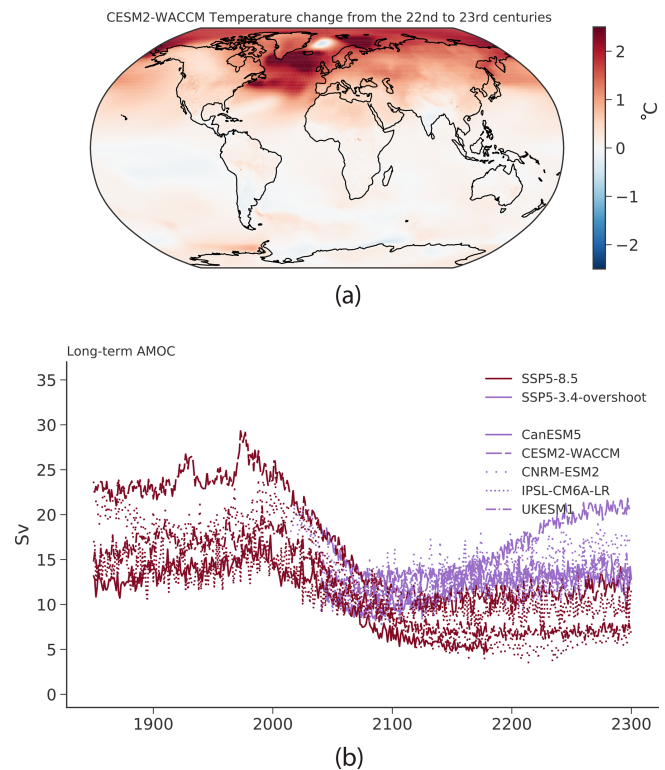 CESM2-WACCM Temperature change from the 22nd to 23rd centuries
2
1
0
−1
−2
°C
(a)
Long-term AMOC
35
30
25
20
15
10
5
0
Sv
SSP5-8.5
SSP5-3.4-overshoot
CanESM5
CESM2-WACCM
CNRM-ESM2
IPSL-CM6A-LR
UKESM1
1900 2000 2100 2200 2300
(b)